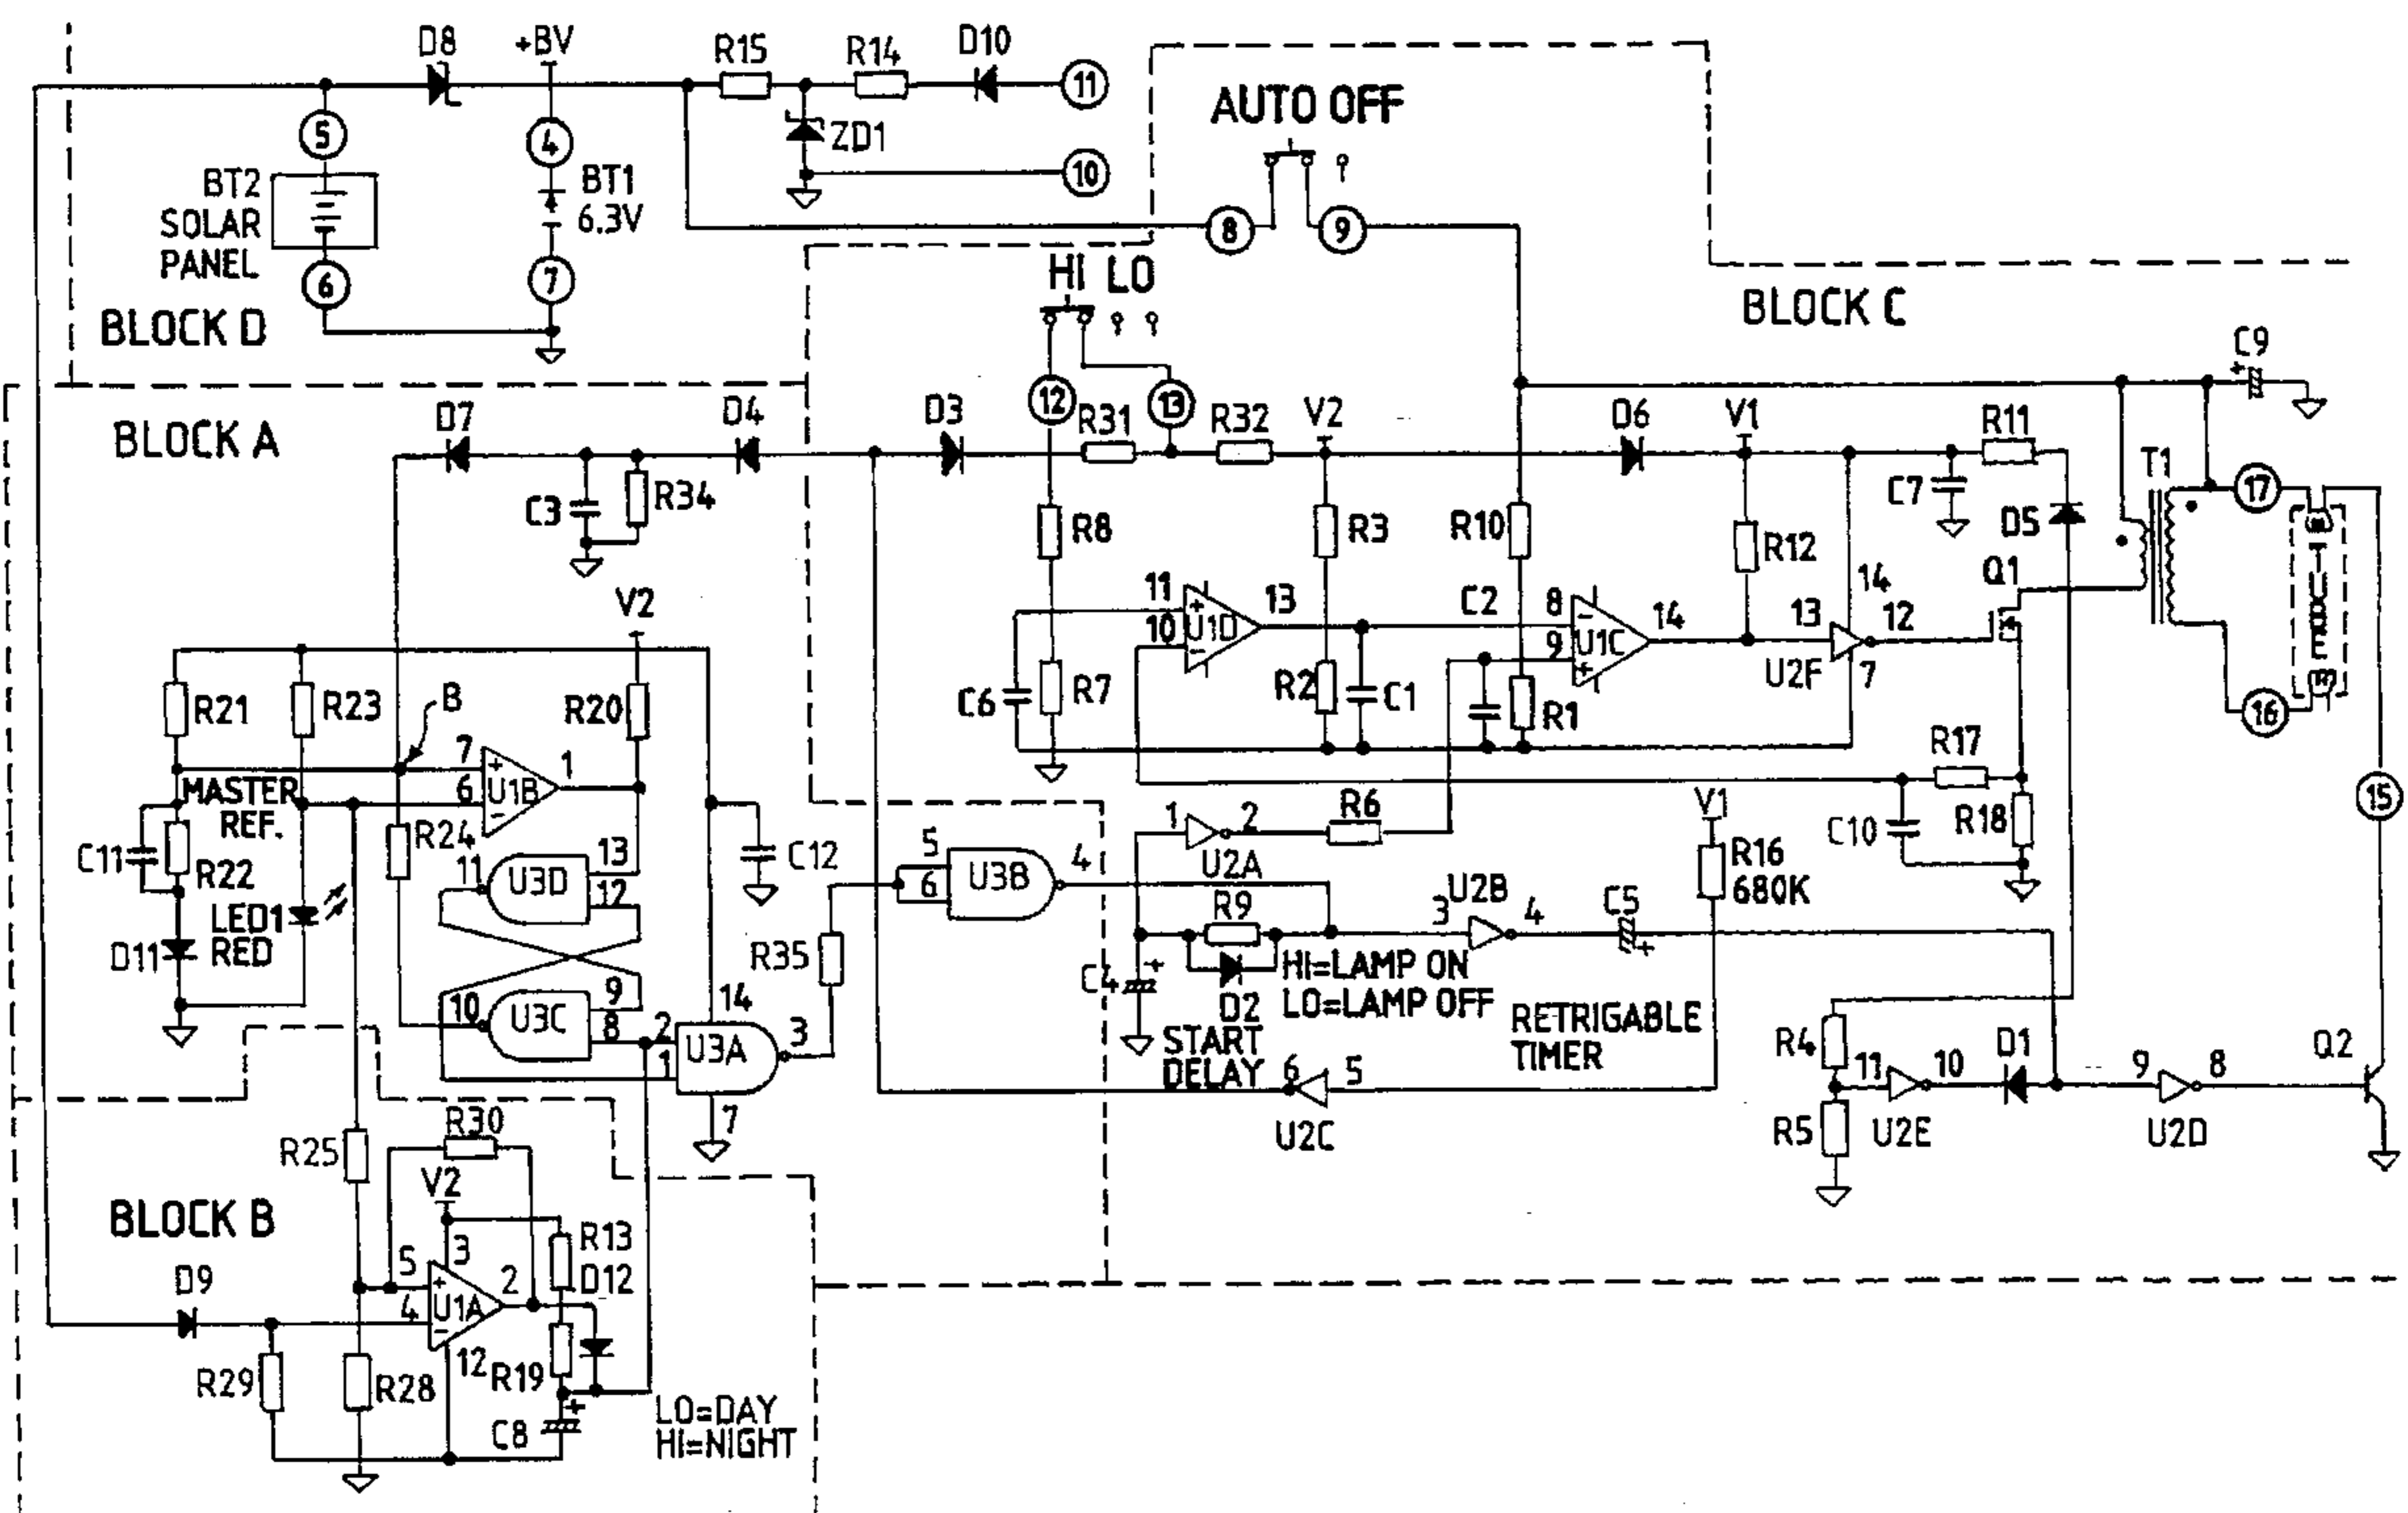 D8
+BV
R15
R14
D10
11
AUTO OFF
5
4
ZD1
10
BT2
SOLAR
PANEL
BT1
6.3V
8
9
6
7
HI LO
BLOCK D
BLOCK C
C9
BLOCK A
D7
D4
D3
12
13
R31
R32
V2
D6
V1
R11
T1
17
C3
R34
R8
R3
R10
R12
C7
D5
Q1
TUBE
V2
11
10
U1D
13
C2
8
9
U1C
14
13
14
12
U2F
7
R21
R23
B
R20
C6
R7
R2
C1
R1
16
7
6
U1B
1
MASTER
REF.
R17
15
C11
R22
R24
11
U3D
13
12
C12
5
6
U3B
4
1
2
U2A
R6
V1
R16
680K
C10
R18
LED1
RED
D11
R35
R9
3
U2B
4
C5
+
C4
+
D2
HI=LAMP ON
LO=LAMP OFF
START
DELAY
RETRIGABLE
TIMER
10
U3C
9
8
2
1
U3A
14
3
7
6
5
U2C
R4
R5
11
10
U2E
D1
9
8
U2D
Q2
R25
R30
V2
BLOCK B
D9
5
4
3
U1A
2
12
R13
D12
R19
R29
R28
C8
+
LO=DAY
HI=NIGHT